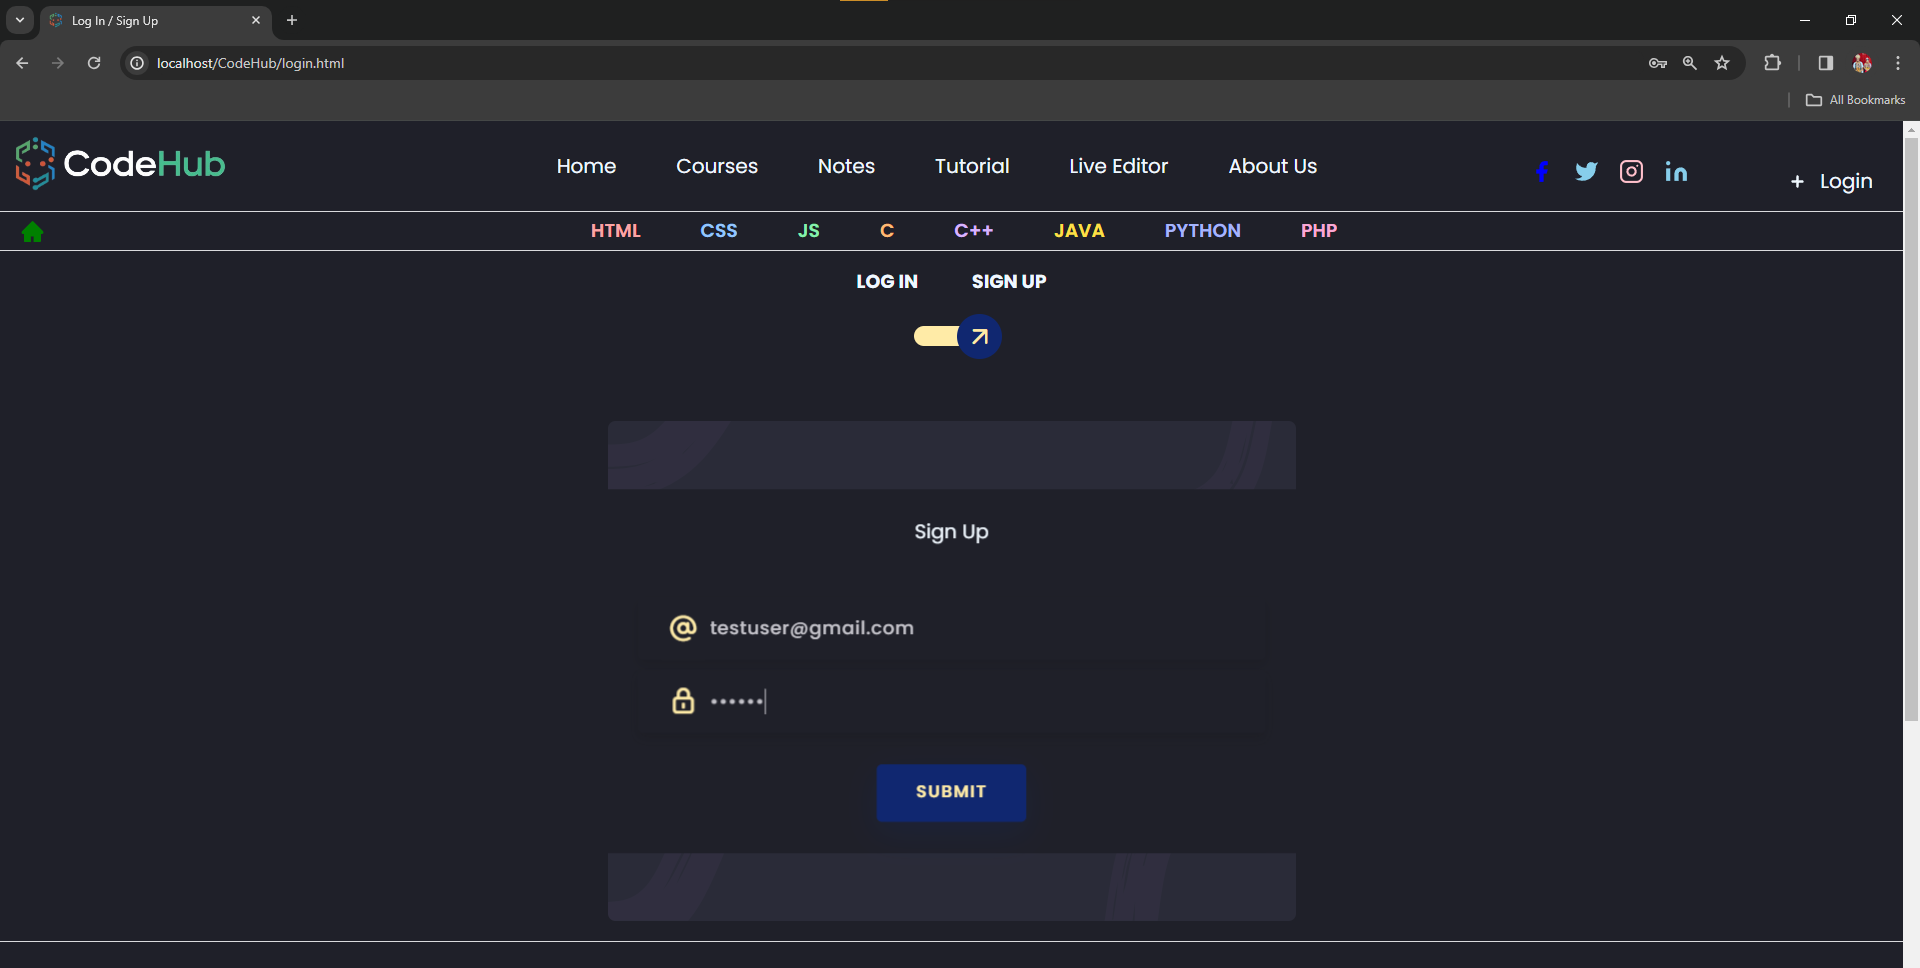 Log In / Sign Up
localhost/CodeHub/login.html
All Bookmarks
CodeHub
Home
Courses
Notes
Tutorial
Live Editor
About Us
+ Login
HTML
CSS
JS
C
C++
JAVA
PYTHON
PHP
LOG IN
SIGN UP
Sign Up
@ testuser@gmail.com
••••••
SUBMIT